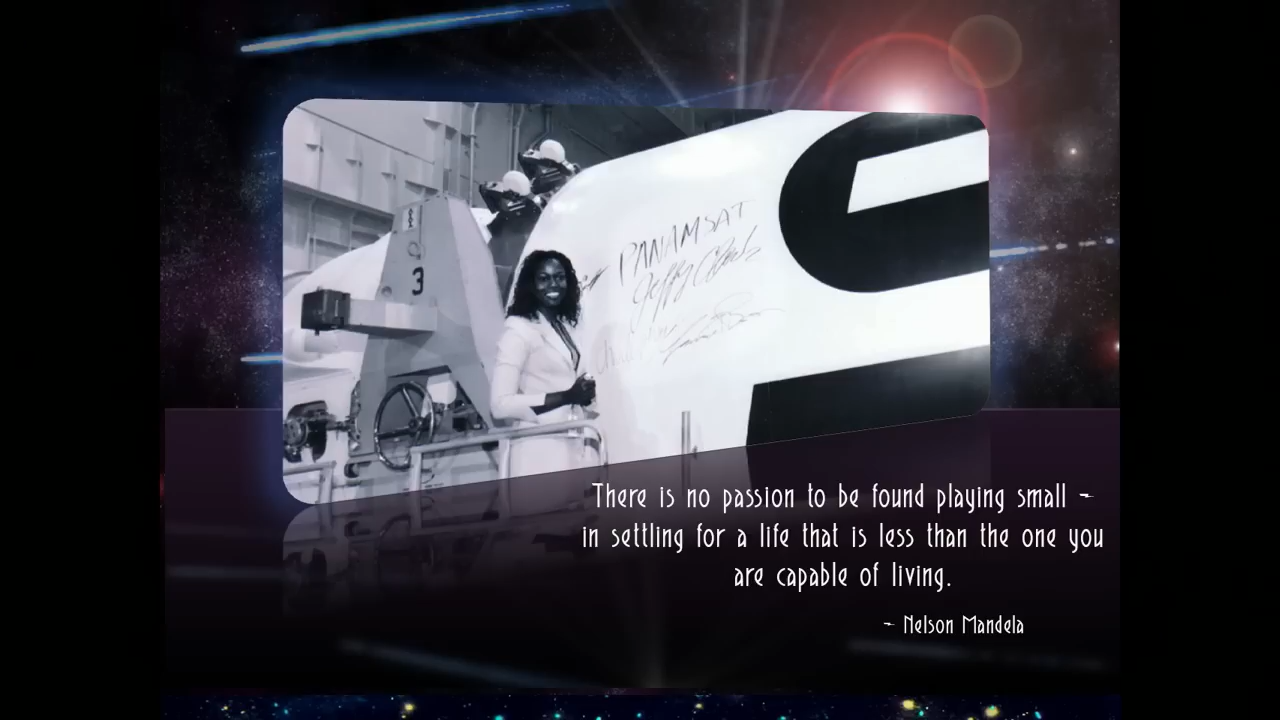 3
PANAMSAT
There is no passion to be found playing small ~
in settling for a life that is less than the one you
are capable of living.
~ Nelson Mandela